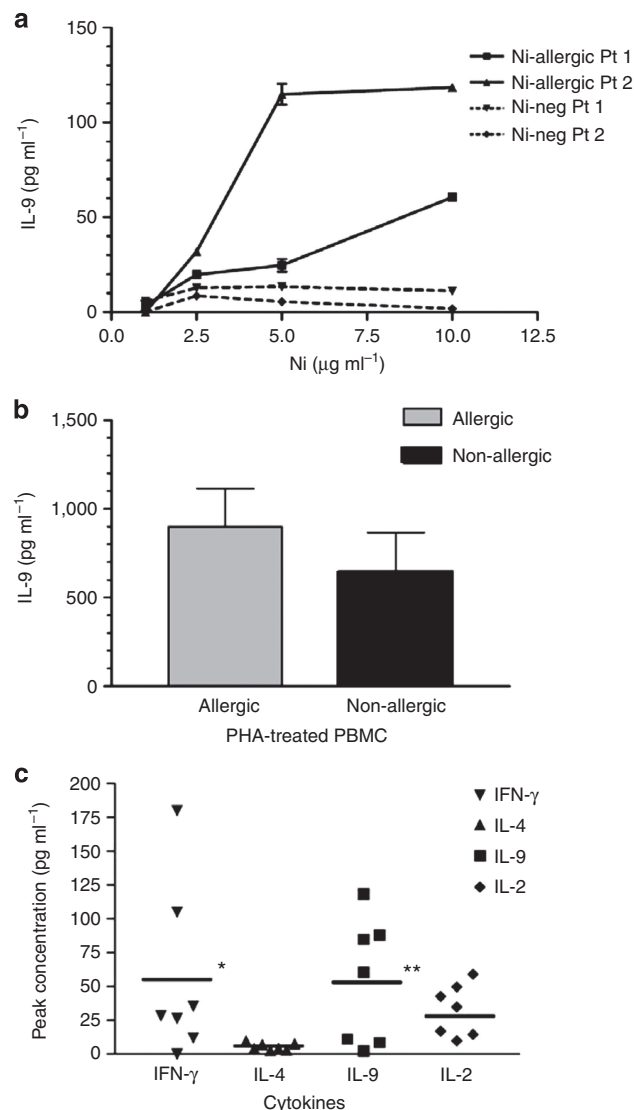 a
150
100
50
0
IL-9 (pg ml⁻¹)
0.0 2.5 5.0 7.5 10.0 12.5
Ni (μg ml⁻¹)
Ni-allergic Pt 1
Ni-allergic Pt 2
Ni-neg Pt 1
Ni-neg Pt 2
b
1,500
1,000
500
0
IL-9 (pg ml⁻¹)
Allergic
Non-allergic
Allergic Non-allergic
PHA-treated PBMC
c
200
175
150
125
100
75
50
25
0
Peak concentration (pg ml⁻¹)
IFN-γ
IL-4
IL-9
IL-2
*
**
IFN-γ IL-4 IL-9 IL-2
Cytokines